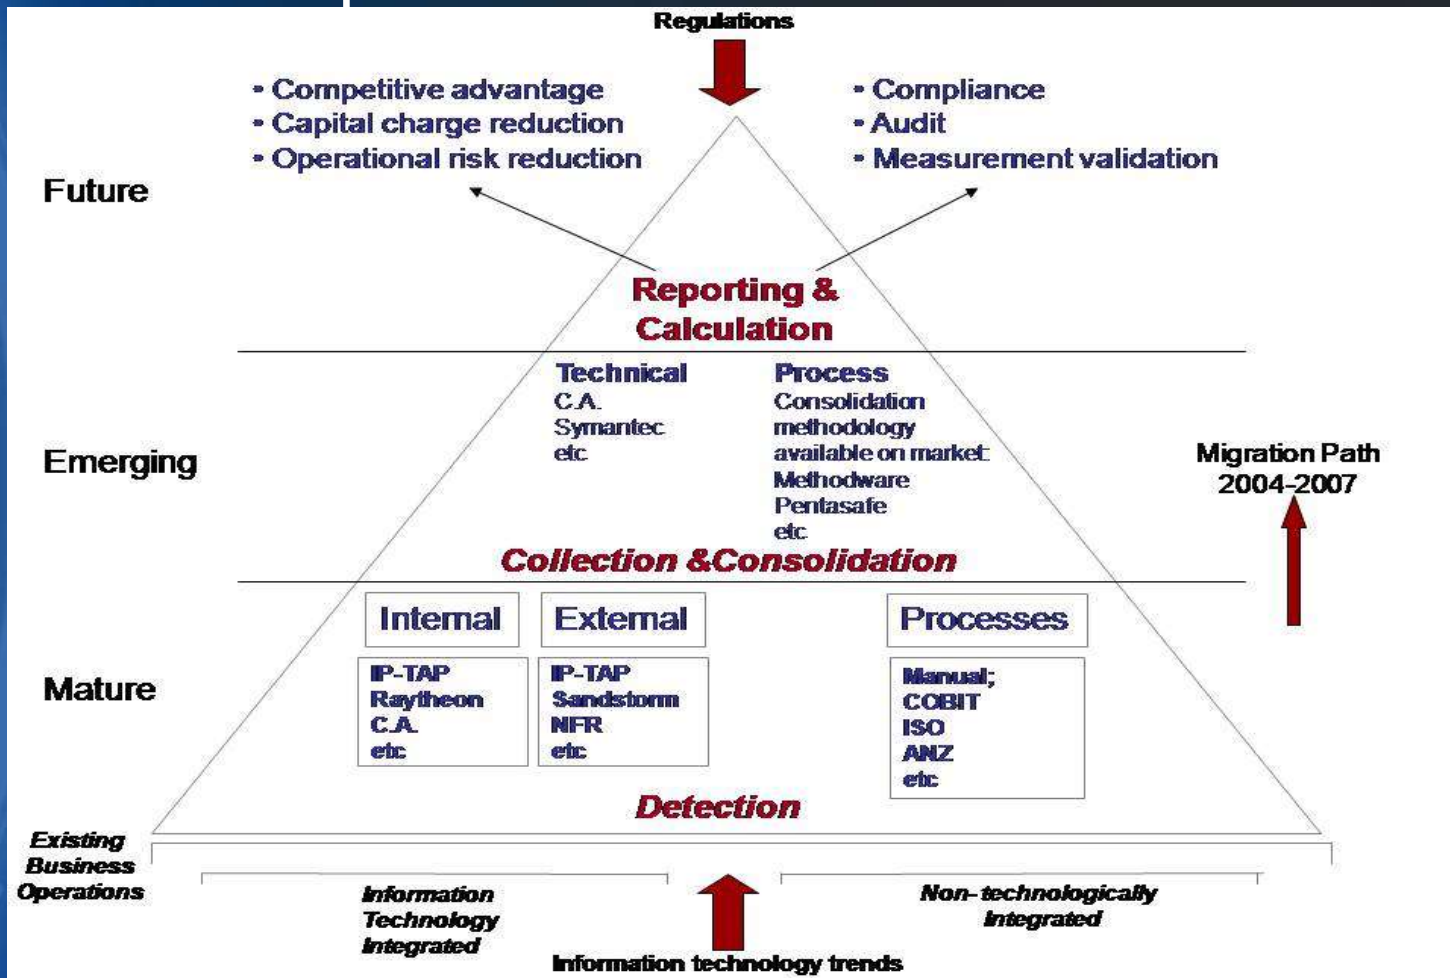 Regulations
• Competitive advantage
• Capital charge reduction
• Operational risk reduction
• Compliance
• Audit
• Measurement validation
Future
Reporting &
Calculation
Technical
C.A.
Symantec
etc
Process
Consolidation
methodology
available on market:
Methodware
Pentasafe
etc
Emerging
Migration Path
2004-2007
Collection &Consolidation
Internal
External
Processes
Mature
IP-TAP
Raytheon
C.A.
etc
IP-TAP
Sandstorm
NFR
etc
Manual;
COBIT
ISO
ANZ
etc
Detection
Existing
Business
Operations
Information
Technology
Integrated
Non-technologically
Integrated
Information technology trends